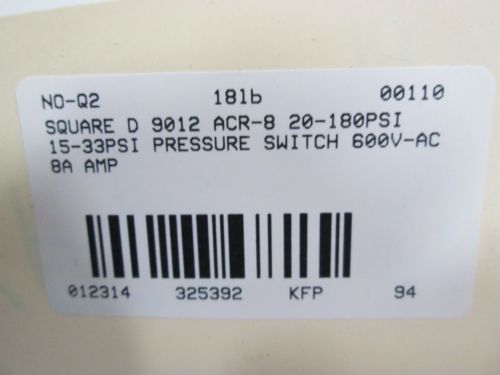 NO-Q2 18lb 00110
SQUARE D 9012 ACR-8 20-180PSI
15-33PSI PRESSURE SWITCH 600V-AC
8A AMP
012314 325392 KFP 94